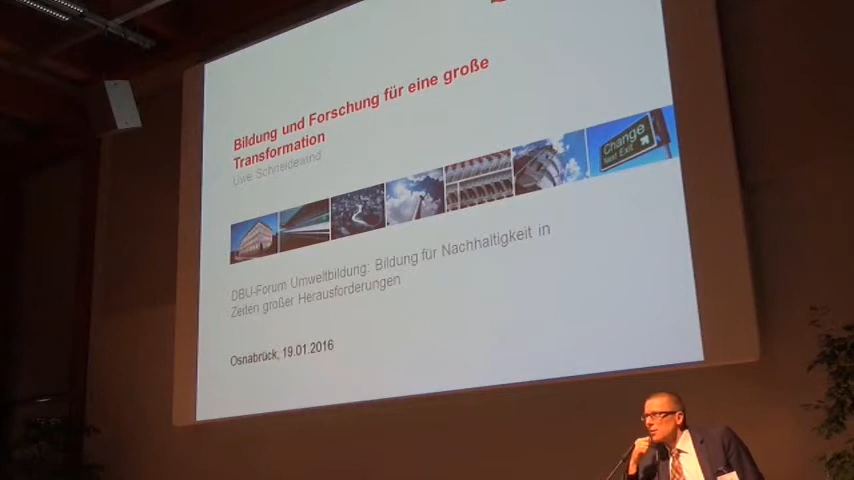 Bildung und Forschung für eine große
Transformation
Uwe Schneidewind
Change
Next Exit
DBU-Forum Umweltbildung: Bildung für Nachhaltigkeit in
Zeiten großer Herausforderungen
Osnabrück, 19.01.2016